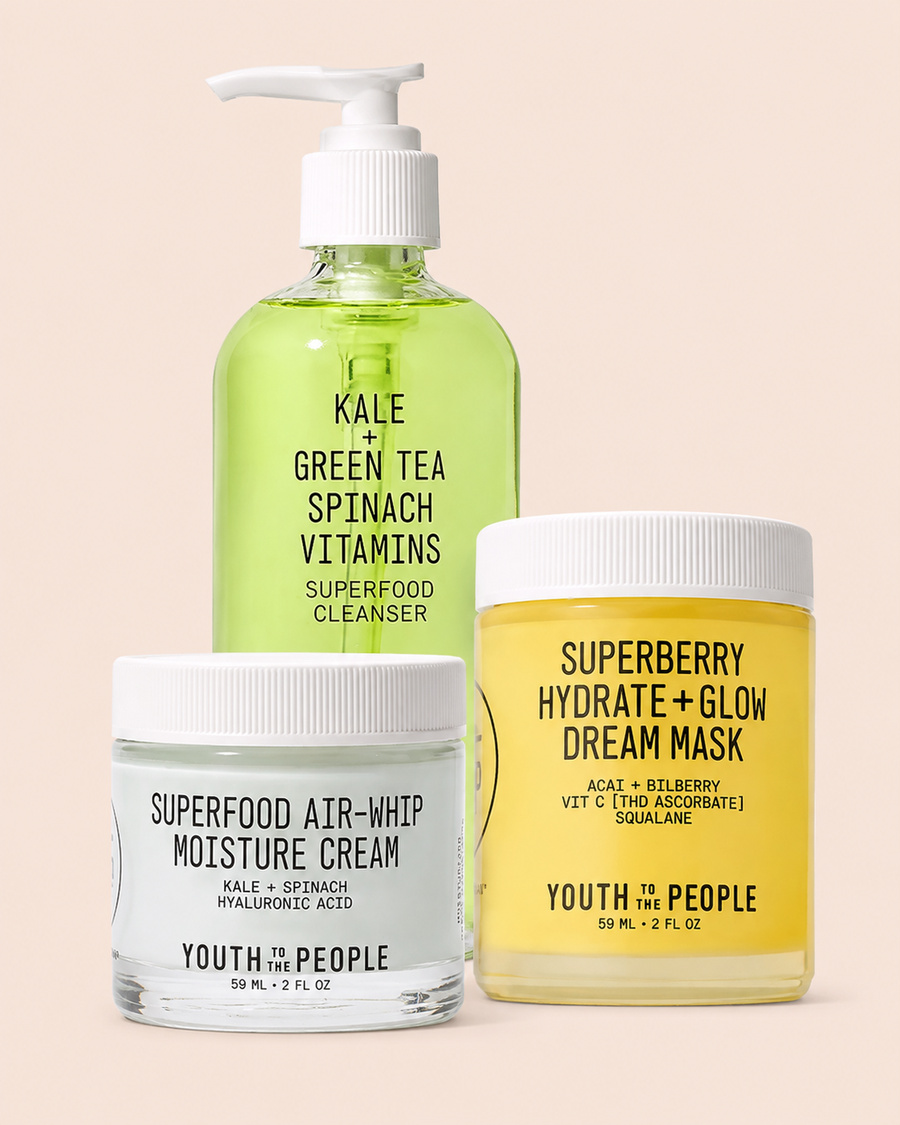 KALE
+
GREEN TEA
SPINACH
VITAMINS
SUPERFOOD
CLEANSER
SUPERBERRY
HYDRATE+GLOW
DREAM MASK
ACAI + BILBERRY
VIT C [THD ASCORBATE]
SQUALANE
YOUTH TO THE PEOPLE
59 ML • 2 FL OZ
SUPERFOOD AIR-WHIP
MOISTURE CREAM
KALE + SPINACH
HYALURONIC ACID
YOUTH TO THE PEOPLE
59 ML • 2 FL OZ